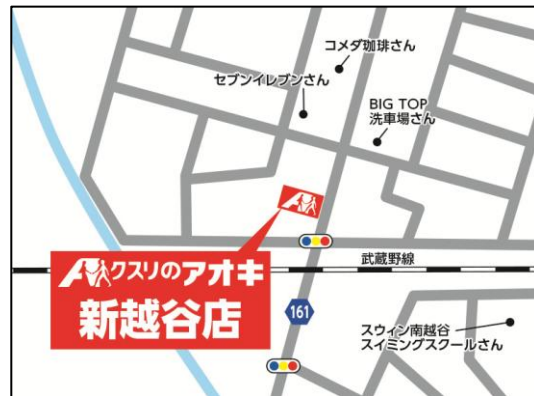 コメダ珈琲さん
セブンイレブンさん
BIG TOP
洗車場さん
武蔵野線
クスリのアオキ
新越谷店
161
スウィン南越谷
スイミングスクールさん